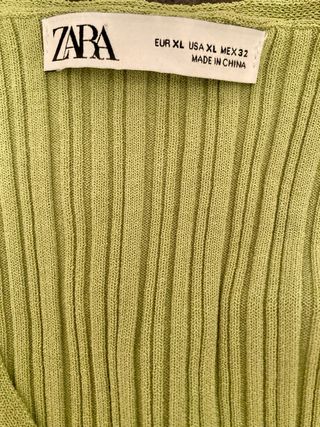 ZARA
EUR XL USA XL MEX 32
MADE IN CHINA